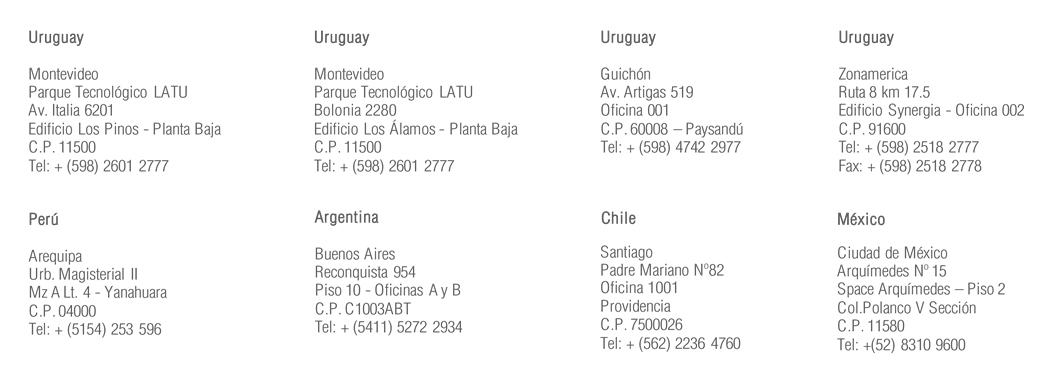 Uruguay
Montevideo
Parque Tecnológico LATU
Av. Italia 6201
Edificio Los Pinos - Planta Baja
C.P. 11500
Tel: + (598) 2601 2777
Uruguay
Montevideo
Parque Tecnológico LATU
Bolonia 2280
Edificio Los Álamos - Planta Baja
C.P. 11500
Tel: + (598) 2601 2777
Uruguay
Guichón
Av. Artigas 519
Oficina 001
C.P. 60008 – Paysandú
Tel: + (598) 4742 2977
Uruguay
Zonamerica
Ruta 8 km 17.5
Edificio Synergia - Oficina 002
C.P. 91600
Tel: + (598) 2518 2777
Fax: + (598) 2518 2778
Perú
Arequipa
Urb. Magisterial II
Mz A Lt. 4 - Yanahuara
C.P. 04000
Tel: + (5154) 253 596
Argentina
Buenos Aires
Reconquista 954
Piso 10 - Oficinas A y B
C.P. C1003ABT
Tel: + (5411) 5272 2934
Chile
Santiago
Padre Mariano Nº82
Oficina 1001
Providencia
C.P. 7500026
Tel: + (562) 2236 4760
México
Ciudad de México
Arquímedes Nº 15
Space Arquímedes – Piso 2
Col.Polanco V Sección
C.P. 11580
Tel: +(52) 8310 9600